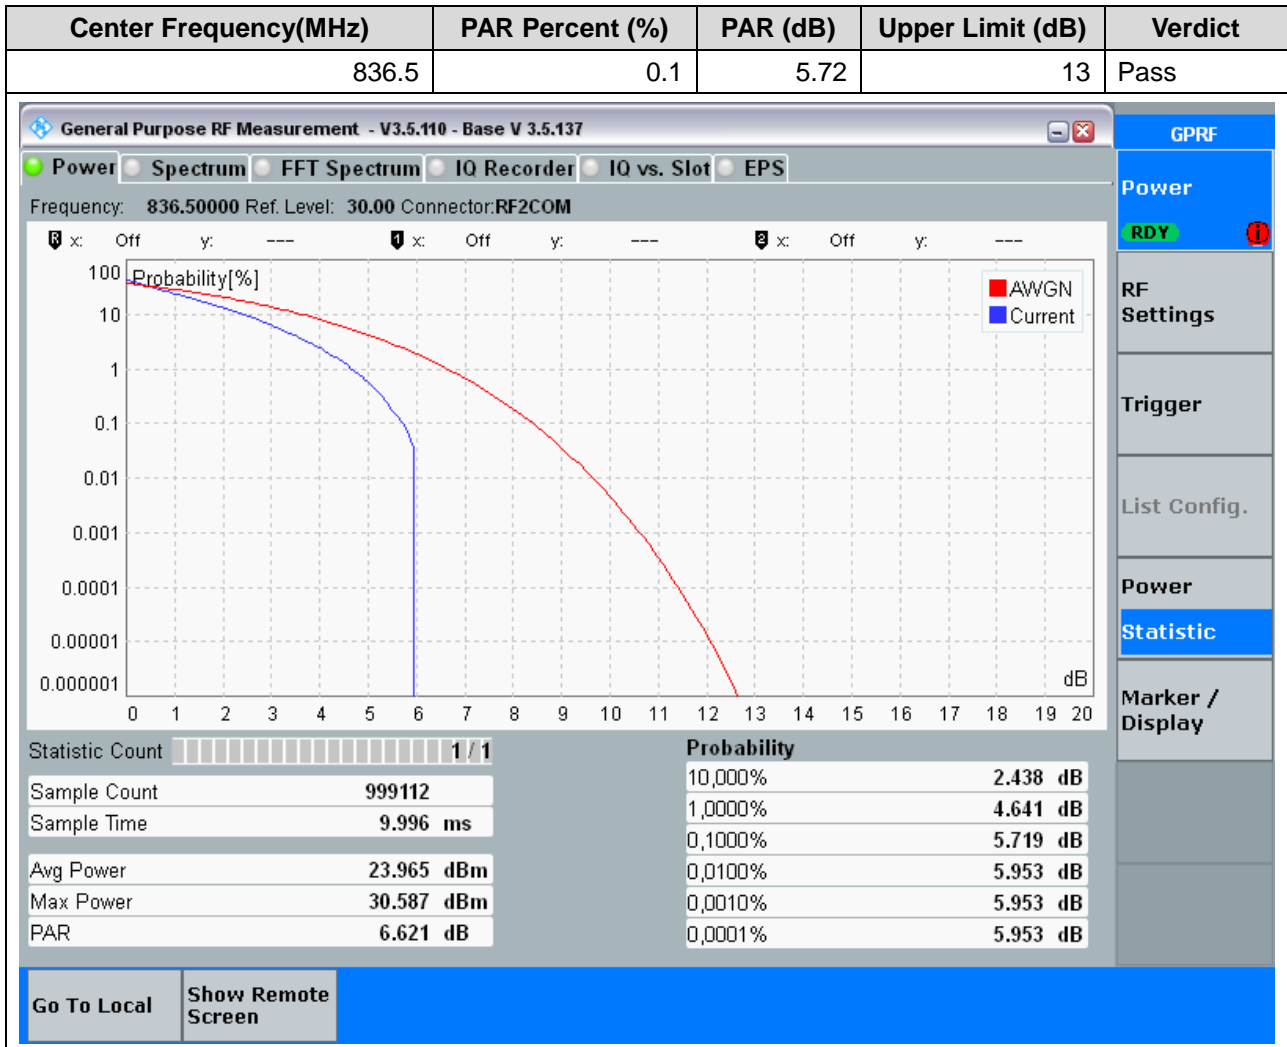 Center Frequency(MHz) PAR Percent (%) PAR (dB) Upper Limit (dB) Verdict
836.5 0.1 5.72 13 Pass
General Purpose RF Measurement - V3.5.110 - Base V 3.5.137
GPRF
Power Spectrum FFT Spectrum IQ Recorder IQ vs. Slot EPS
Frequency: 836.50000 Ref. Level: 30.00 Connector:RF2COM
R x: Off y: --- 1 x: Off y: --- 2 x: Off y: ---
Power
RDY
RF
Settings
Trigger
List Config.
Power
Statistic
Marker /
Display
100 Probability[%]
AWGN
Current
10
1
0.1
0.01
0.001
0.0001
0.00001
0.000001
dB
0 1 2 3 4 5 6 7 8 9 10 11 12 13 14 15 16 17 18 19 20
Statistic Count 1 / 1
Sample Count 999112
Sample Time 9.996 ms
Avg Power 23.965 dBm
Max Power 30.587 dBm
PAR 6.621 dB
Probability
10,000% 2.438 dB
1,0000% 4.641 dB
0,1000% 5.719 dB
0,0100% 5.953 dB
0,0010% 5.953 dB
0,0001% 5.953 dB
Go To Local
Show Remote
Screen